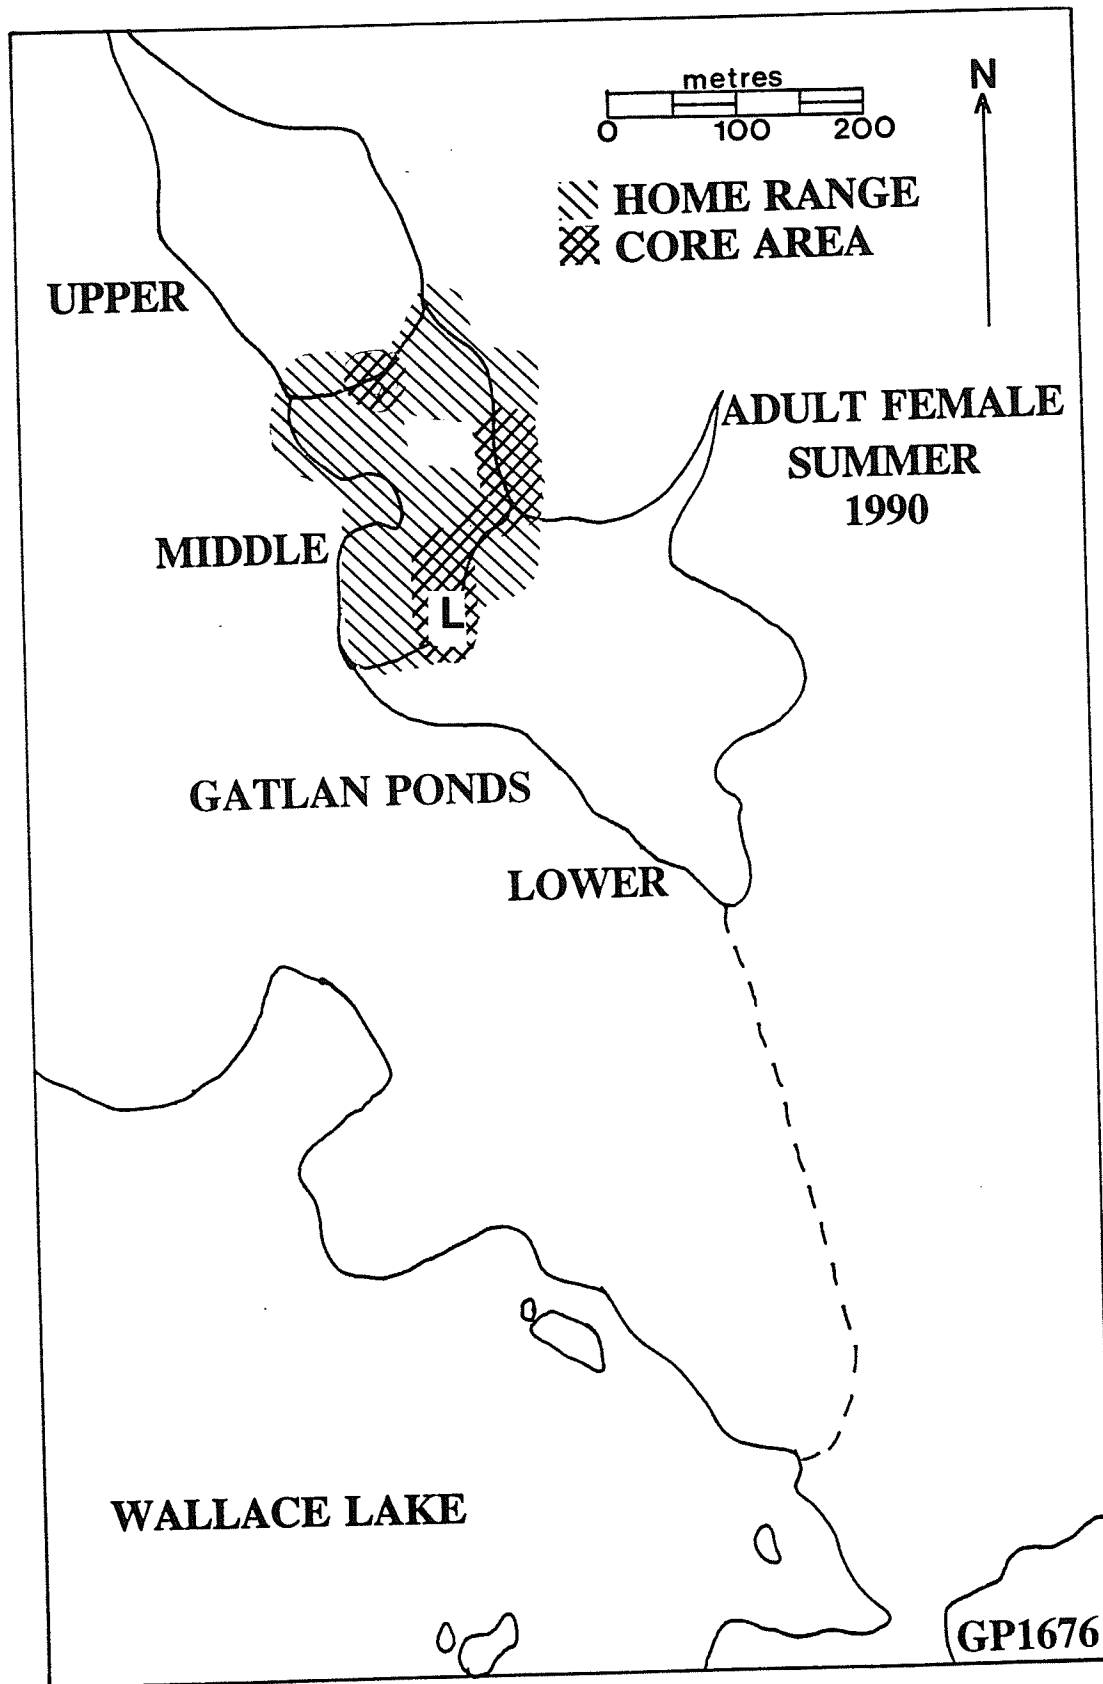 metres
0 100 200
N
HOME RANGE
CORE AREA
UPPER
ADULT FEMALE
SUMMER
1990
MIDDLE
L
GATLAN PONDS
LOWER
WALLACE LAKE
GP1676